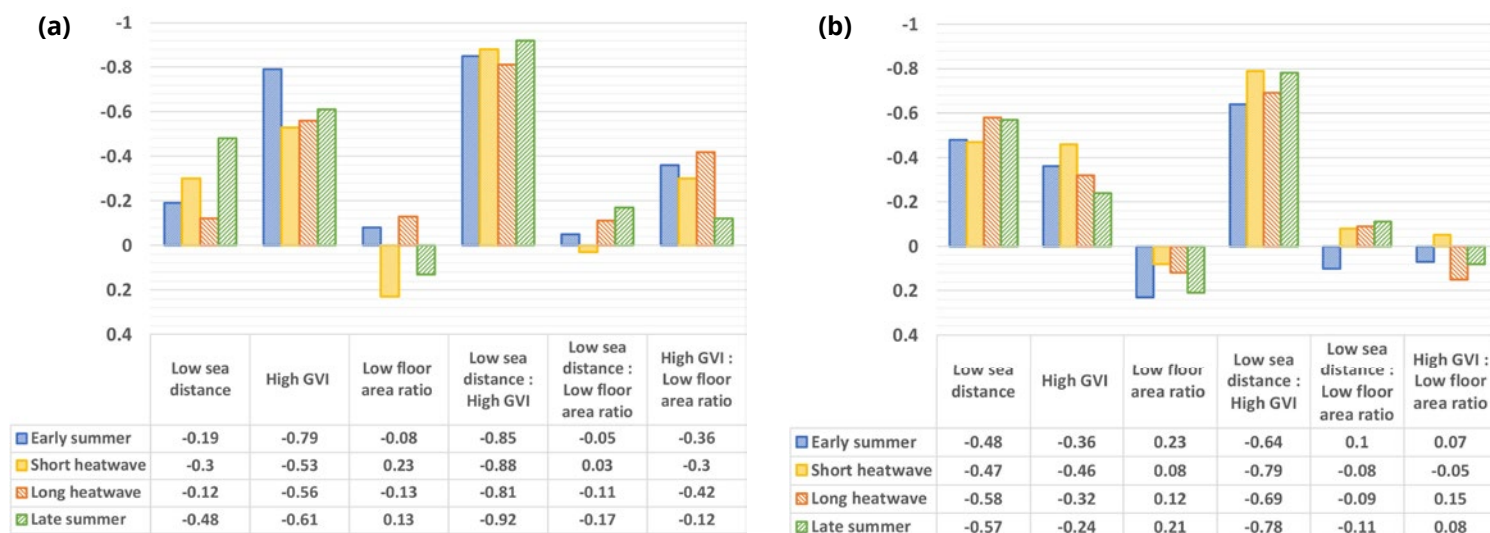 (a)
-1
-0.8
-0.6
-0.4
-0.2
0
0.2
0.4
Low sea distance
High GVI
Low floor area ratio
Low sea distance : High GVI
Low sea distance : Low floor area ratio
High GVI : Low floor area ratio
Early summer -0.19 -0.79 -0.08 -0.85 -0.05 -0.36
Short heatwave -0.3 -0.53 0.23 -0.88 0.03 -0.3
Long heatwave -0.12 -0.56 -0.13 -0.81 -0.11 -0.42
Late summer -0.48 -0.61 0.13 -0.92 -0.17 -0.12
(b)
-1
-0.8
-0.6
-0.4
-0.2
0
0.2
0.4
Low sea distance
High GVI
Low floor area ratio
Low sea distance : High GVI
Low sea distance : Low floor area ratio
High GVI : Low floor area ratio
Early summer -0.48 -0.36 0.23 -0.64 0.1 0.07
Short heatwave -0.47 -0.46 0.08 -0.79 -0.08 -0.05
Long heatwave -0.58 -0.32 0.12 -0.69 -0.09 0.15
Late summer -0.57 -0.24 0.21 -0.78 -0.11 0.08